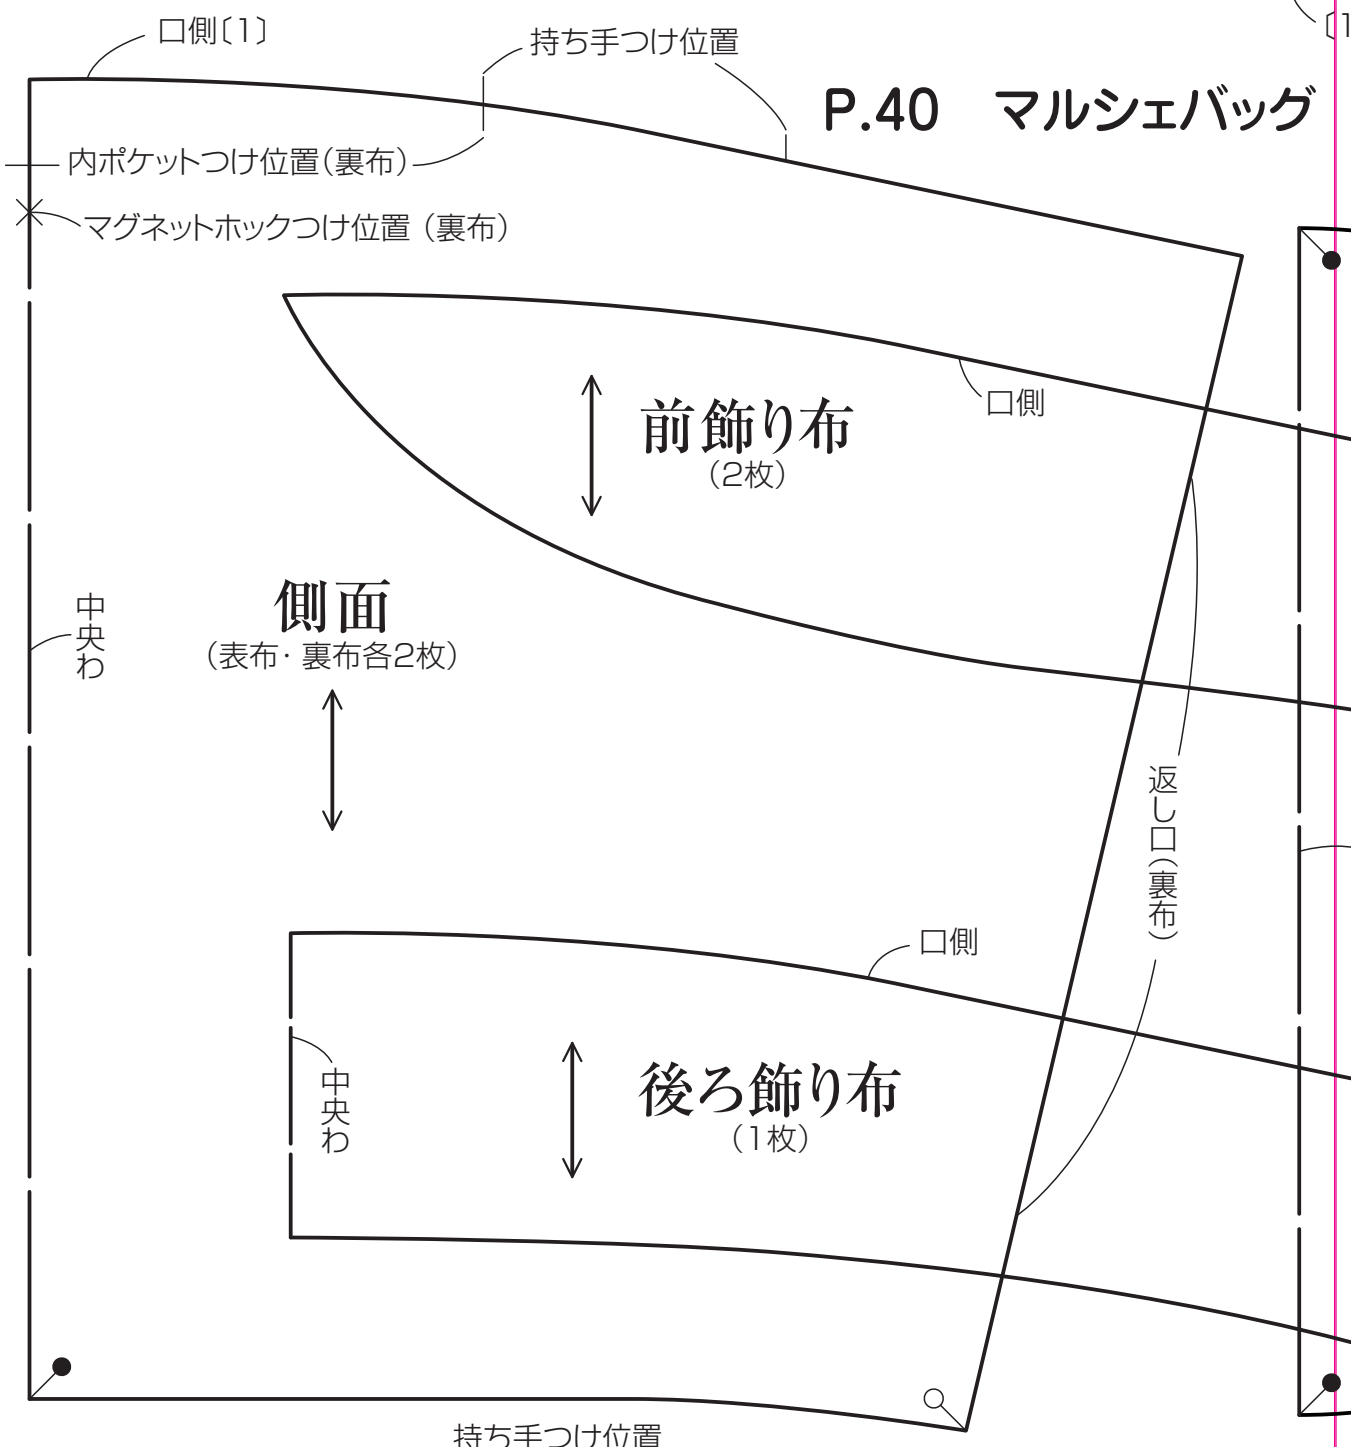 口側〔1〕
持ち手つけ位置
〔1
P.40 マルシェバッグ
内ポケットつけ位置(裏布)
マグネットホックつけ位置(裏布)
口側
前飾り布
(2枚)
側面
(表布・裏布各2枚)
中央わ
返し口(裏布)
口側
後ろ飾り布
(1枚)
中央わ
持ち手つけ位置